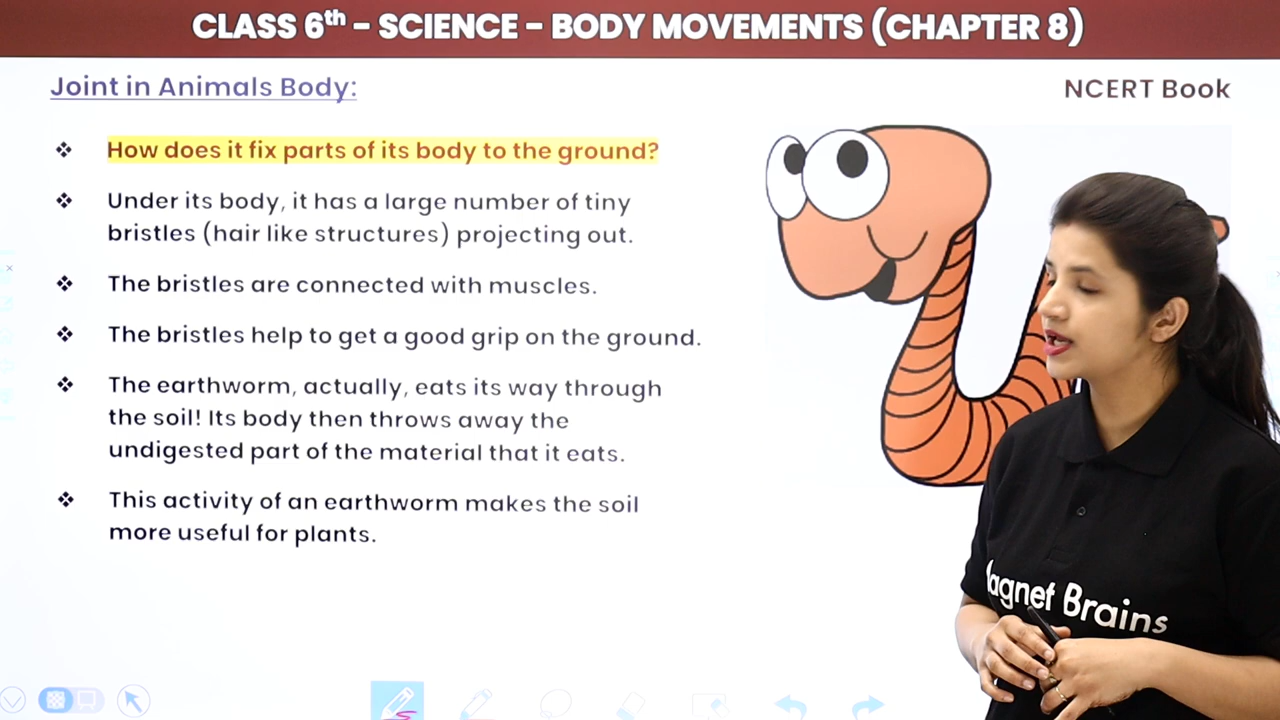 CLASS 6th – SCIENCE – BODY MOVEMENTS (CHAPTER 8)
Joint in Animals Body:
NCERT Book
❖ How does it fix parts of its body to the ground?
❖ Under its body, it has a large number of tiny
bristles (hair like structures) projecting out.
❖ The bristles are connected with muscles.
❖ The bristles help to get a good grip on the ground.
❖ The earthworm, actually, eats its way through
the soil! Its body then throws away the
undigested part of the material that it eats.
❖ This activity of an earthworm makes the soil
more useful for plants.
Magnet Brains